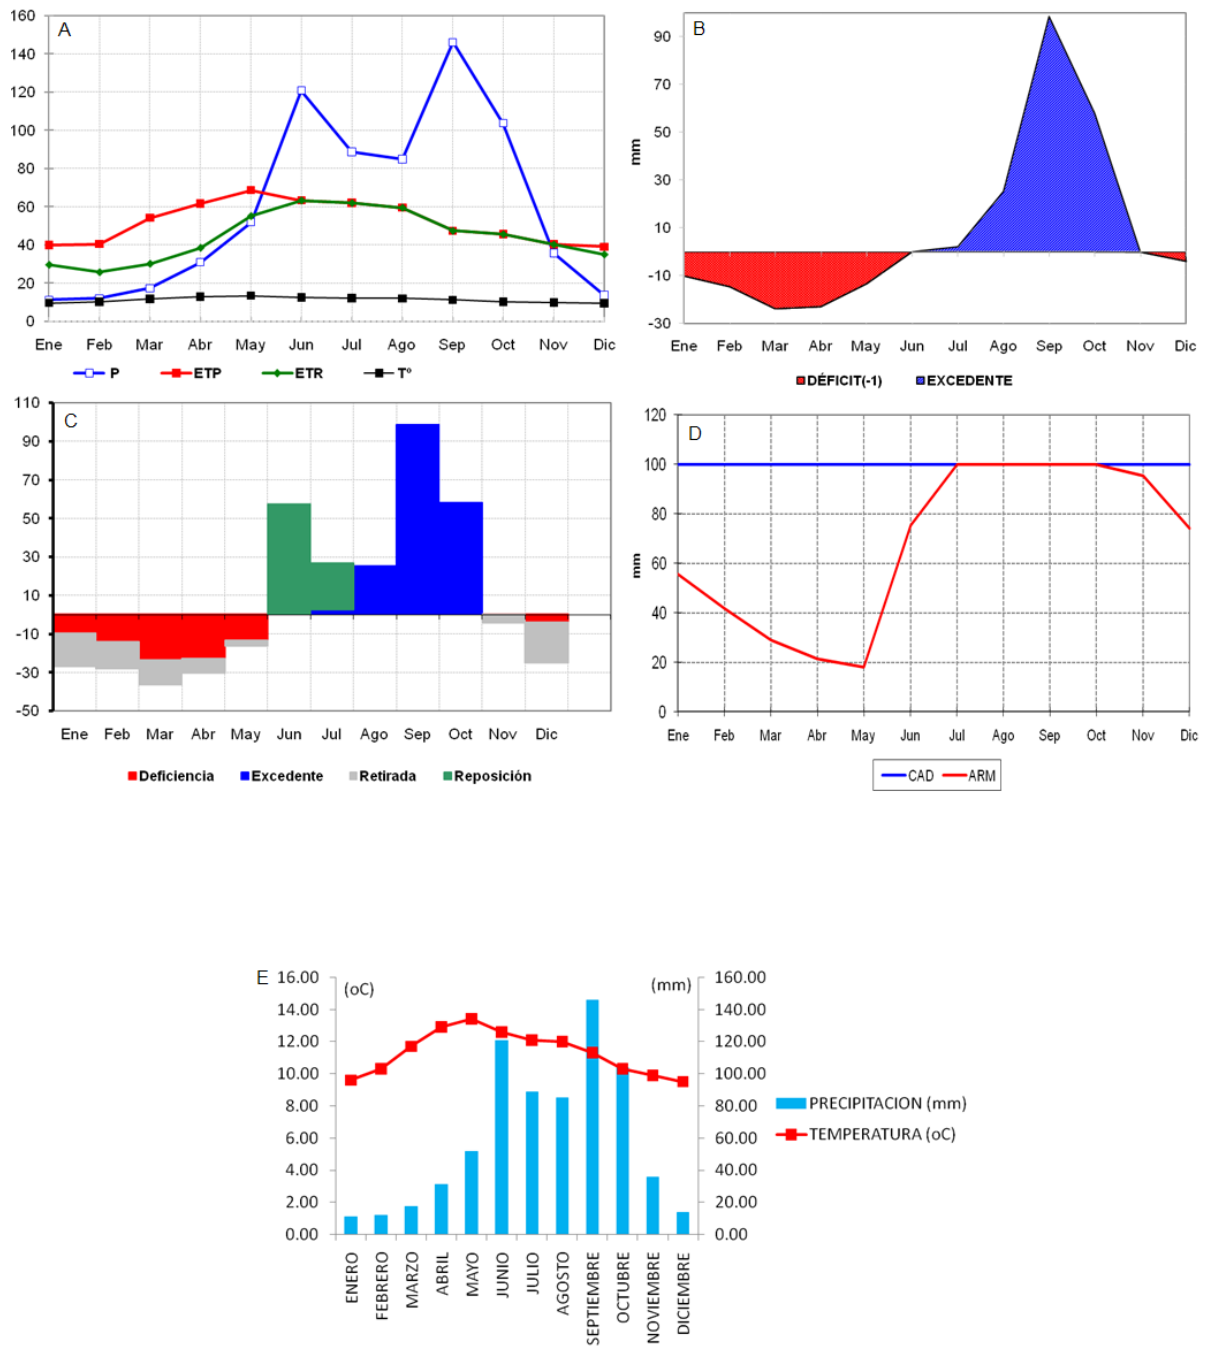 A
160
140
120
100
80
60
40
20
0
Ene Feb Mar Abr May Jun Jul Ago Sep Oct Nov Dic
P ETP ETR Tº
B
mm
90
70
50
30
10
-10
-30
Ene Feb Mar Abr May Jun Jul Ago Sep Oct Nov Dic
DÉFICIT(-1) EXCEDENTE
C
110
90
70
50
30
10
-10
-30
-50
Ene Feb Mar Abr May Jun Jul Ago Sep Oct Nov Dic
Deficiencia Excedente Retirada Reposición
D
mm
120
100
80
60
40
20
0
Ene Feb Mar Abr May Jun Jul Ago Sep Oct Nov Dic
CAD ARM
E
(oC)
(mm)
16.00
14.00
12.00
10.00
8.00
6.00
4.00
2.00
0.00
160.00
140.00
120.00
100.00
80.00
60.00
40.00
20.00
0.00
ENERO
FEBRERO
MARZO
ABRIL
MAYO
JUNIO
JULIO
AGOSTO
SEPTIEMBRE
OCTUBRE
NOVIEMBRE
DICIEMBRE
PRECIPITACION (mm)
TEMPERATURA (oC)